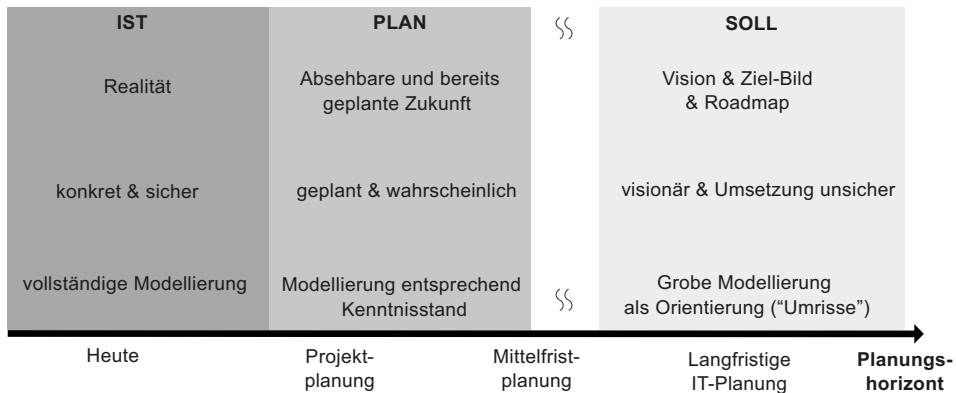 IST
PLAN
SOLL
Realität
Absehbare und bereits
geplante Zukunft
Vision & Ziel-Bild
& Roadmap
konkret & sicher
geplant & wahrscheinlich
visionär & Umsetzung unsicher
vollständige Modellierung
Modellierung entsprechend
Kenntnisstand
Grobe Modellierung
als Orientierung (“Umrisse”)
Heute
Projekt-
planung
Mittelfrist-
planung
Langfristige
IT-Planung
Planungs-
horizont